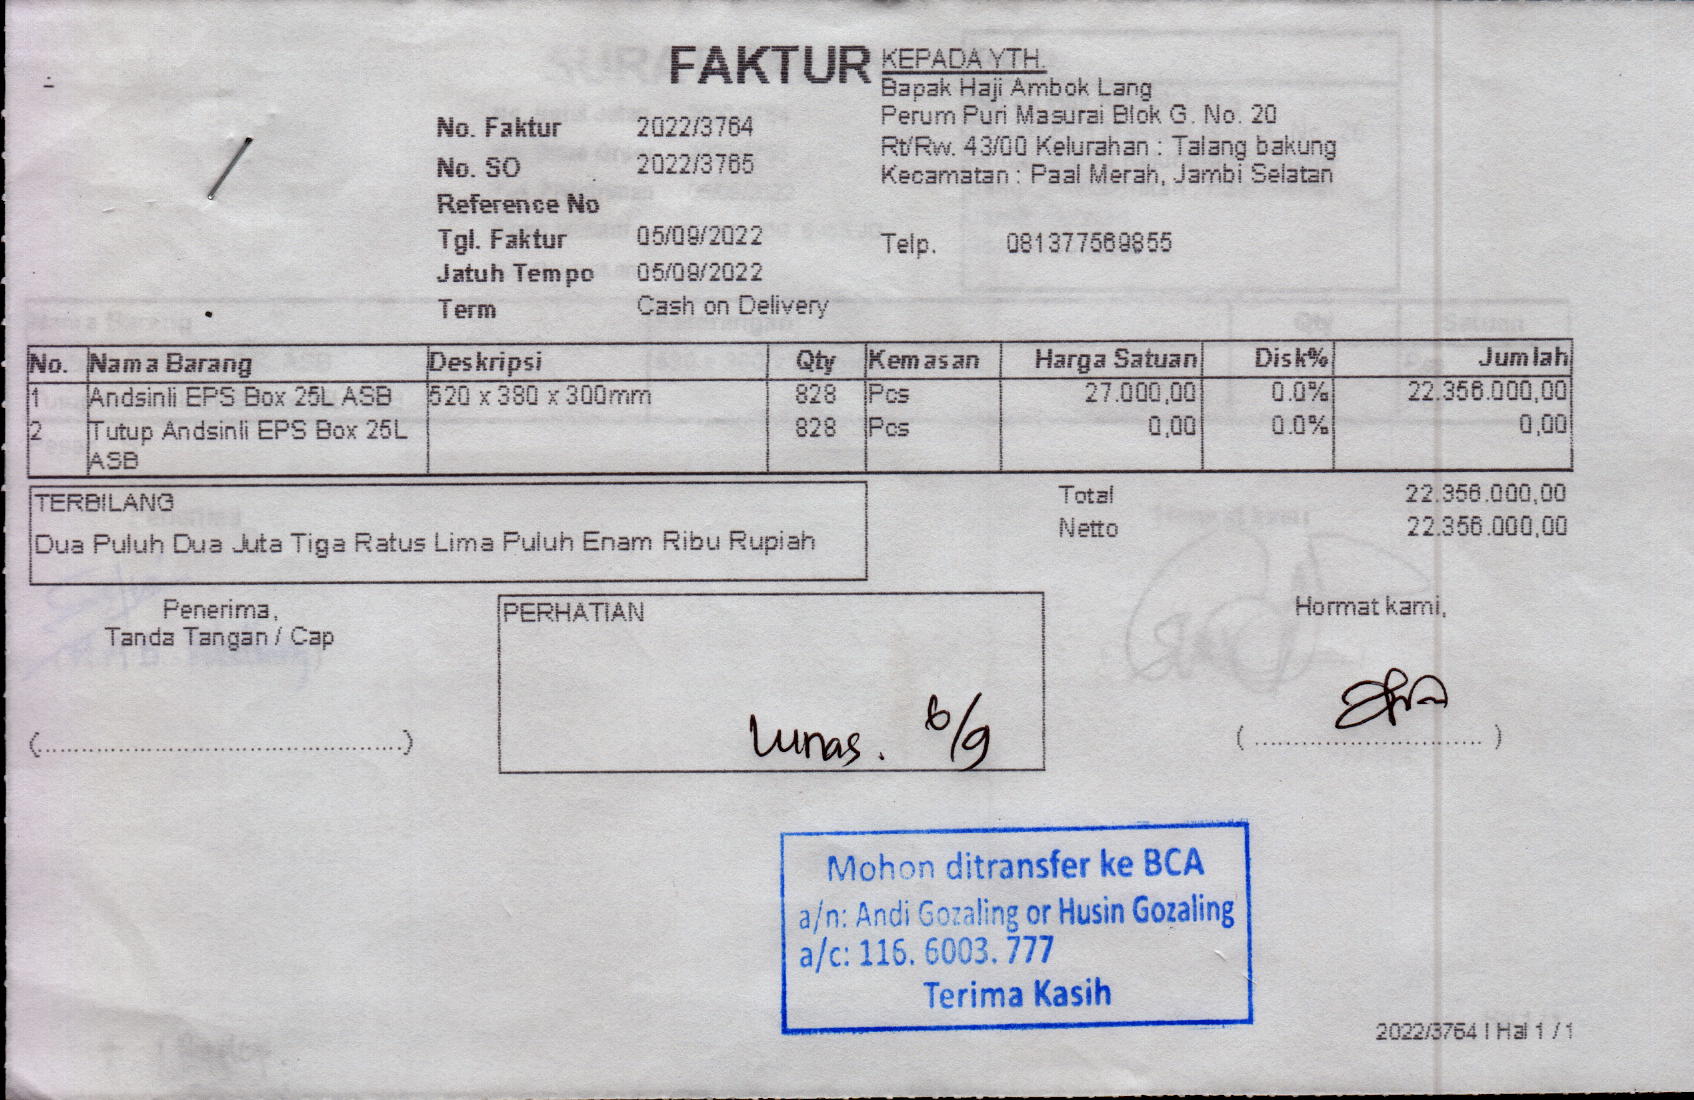 FAKTUR
No. Faktur 2022/3764
No. SO 2022/3765
Reference No
Tgl. Faktur 05/09/2022
Jatuh Tempo 05/09/2022
Term Cash on Delivery
KEPADA YTH.
Bapak Haji Ambok Lang
Perum Puri Masurai Blok G. No. 20
Rt/Rw. 43/00 Kelurahan : Talang bakung
Kecamatan : Paal Merah, Jambi Selatan
Telp. 081377569855
No. Nama Barang Deskripsi Qty Kemasan Harga Satuan Disk% Jumlah
1 Andsinli EPS Box 25L ASB 520 x 380 x 300mm 828 Pcs 27.000,00 0.0% 22.356.000,00
2 Tutup Andsinli EPS Box 25L 828 Pcs 0,00 0.0% 0,00
ASB
TERBILANG
Dua Puluh Dua Juta Tiga Ratus Lima Puluh Enam Ribu Rupiah
Total 22.356.000,00
Netto 22.356.000,00
Penerima,
Tanda Tangan / Cap
(................................................)
PERHATIAN
Lunas. 6/9
Hormat kami,
( .............................. )
Mohon ditransfer ke BCA
a/n: Andi Gozaling or Husin Gozaling
a/c: 116. 6003. 777
Terima Kasih
2022/3764 | Hal 1 / 1